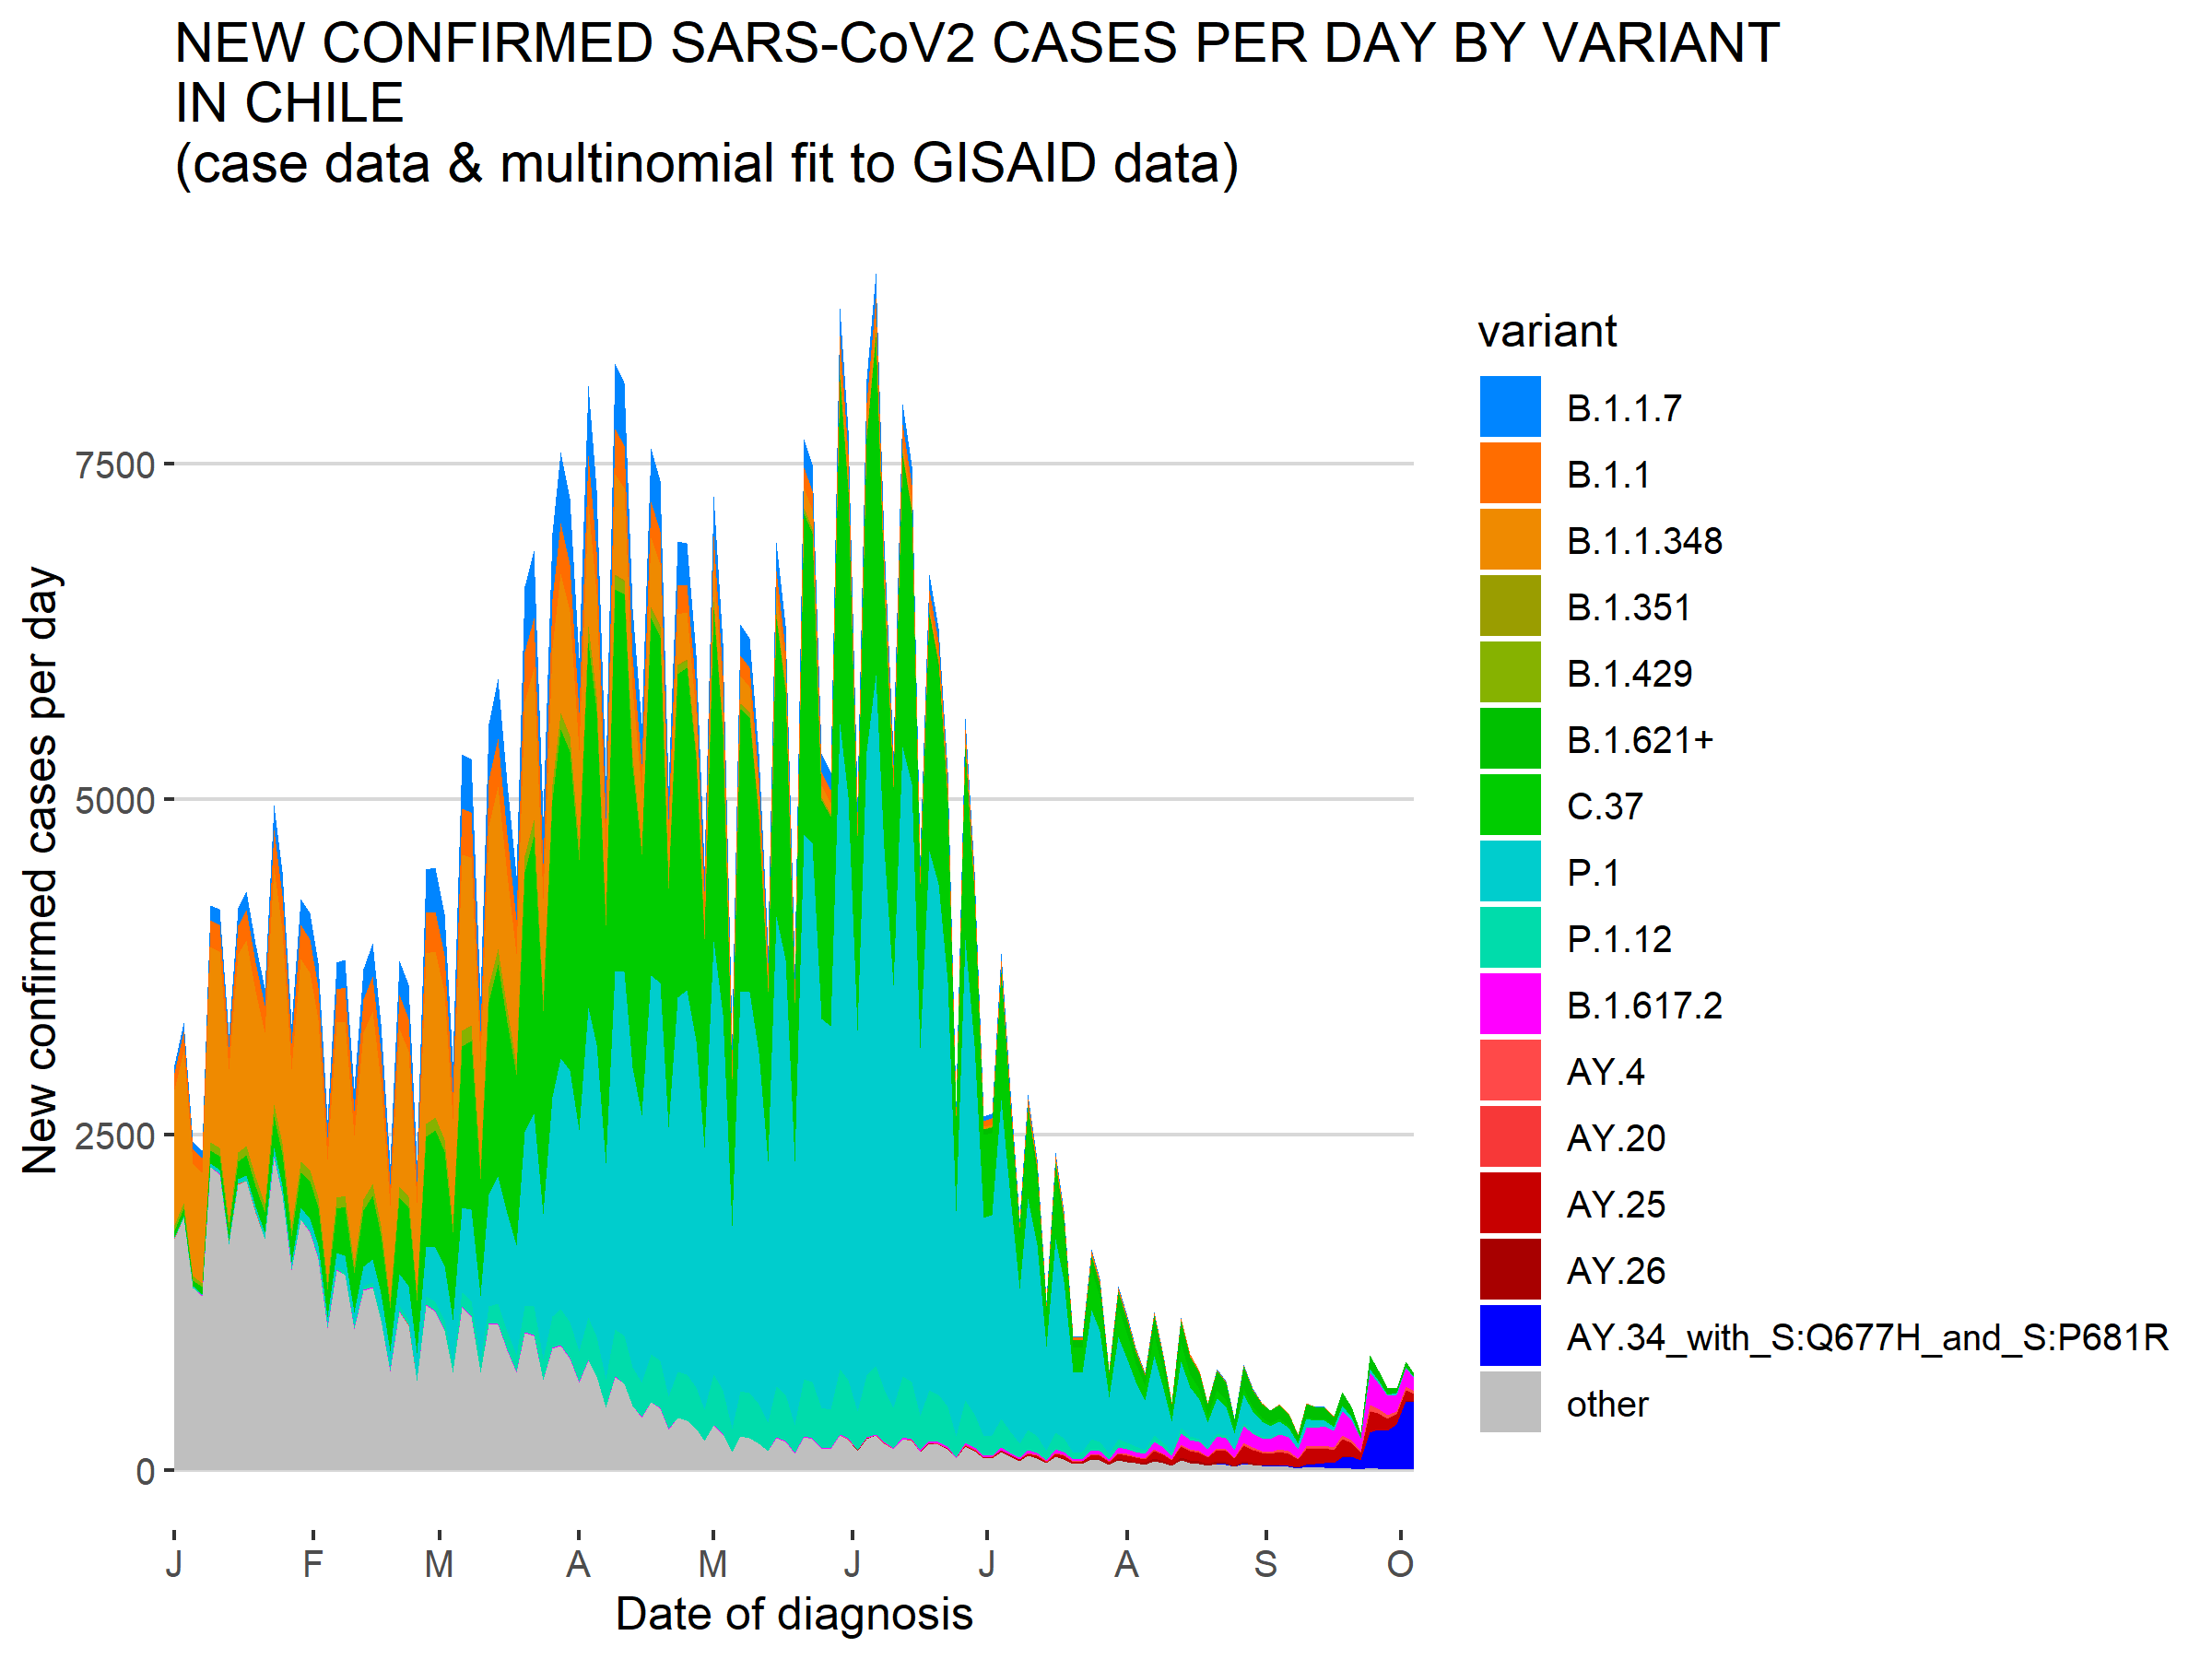 NEW CONFIRMED SARS-CoV2 CASES PER DAY BY VARIANT
IN CHILE
(case data & multinomial fit to GISAID data)
New confirmed cases per day
7500
5000
2500
0
J F M A M J J A S O
Date of diagnosis
variant
B.1.1.7
B.1.1
B.1.1.348
B.1.351
B.1.429
B.1.621+
C.37
P.1
P.1.12
B.1.617.2
AY.4
AY.20
AY.25
AY.26
AY.34_with_S:Q677H_and_S:P681R
other